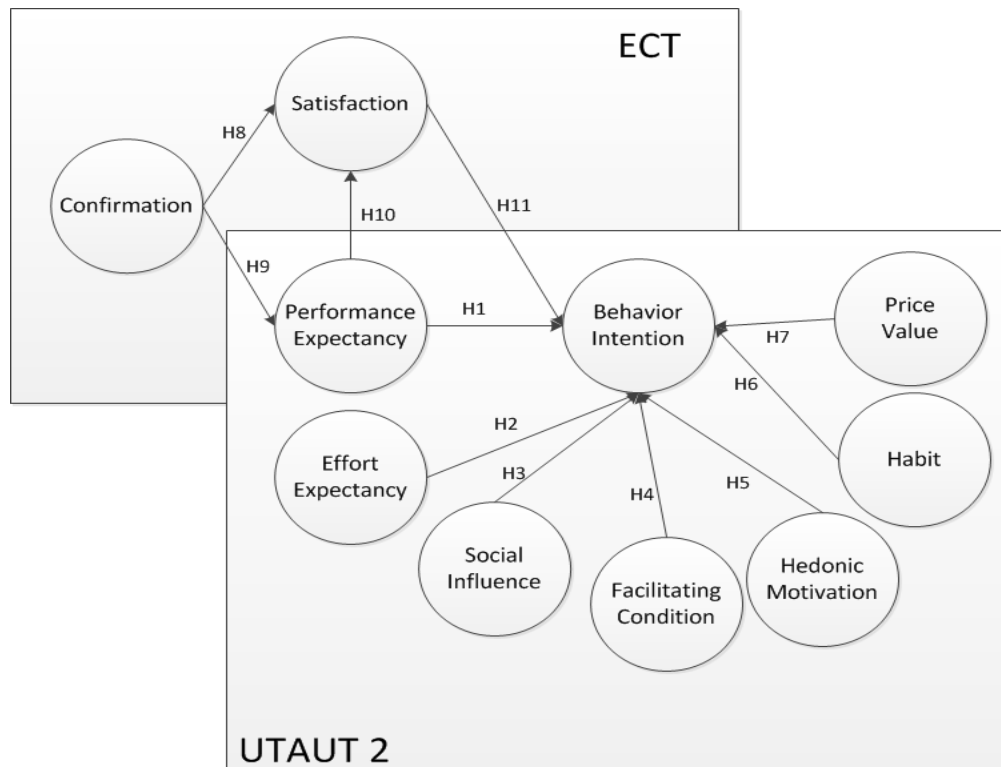 ECT
Satisfaction
H8
Confirmation
H10
H11
H9
Performance
Expectancy
H1
Behavior
Intention
Price
Value
H7
H6
H2
Effort
Expectancy
H3
H4
H5
Habit
Social
Influence
Facilitating
Condition
Hedonic
Motivation
UTAUT 2